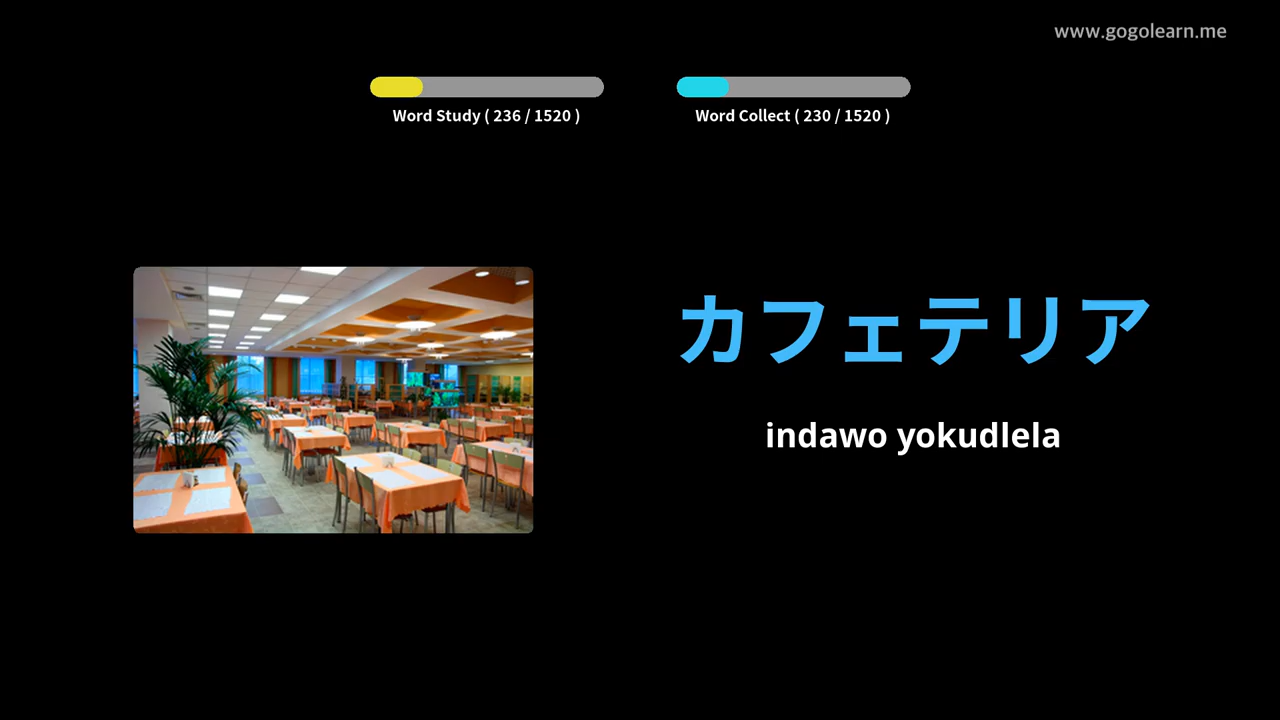 www.gogolearn.me
Word Study ( 236 / 1520 )
Word Collect ( 230 / 1520 )
カフェテリア
indawo yokudlela